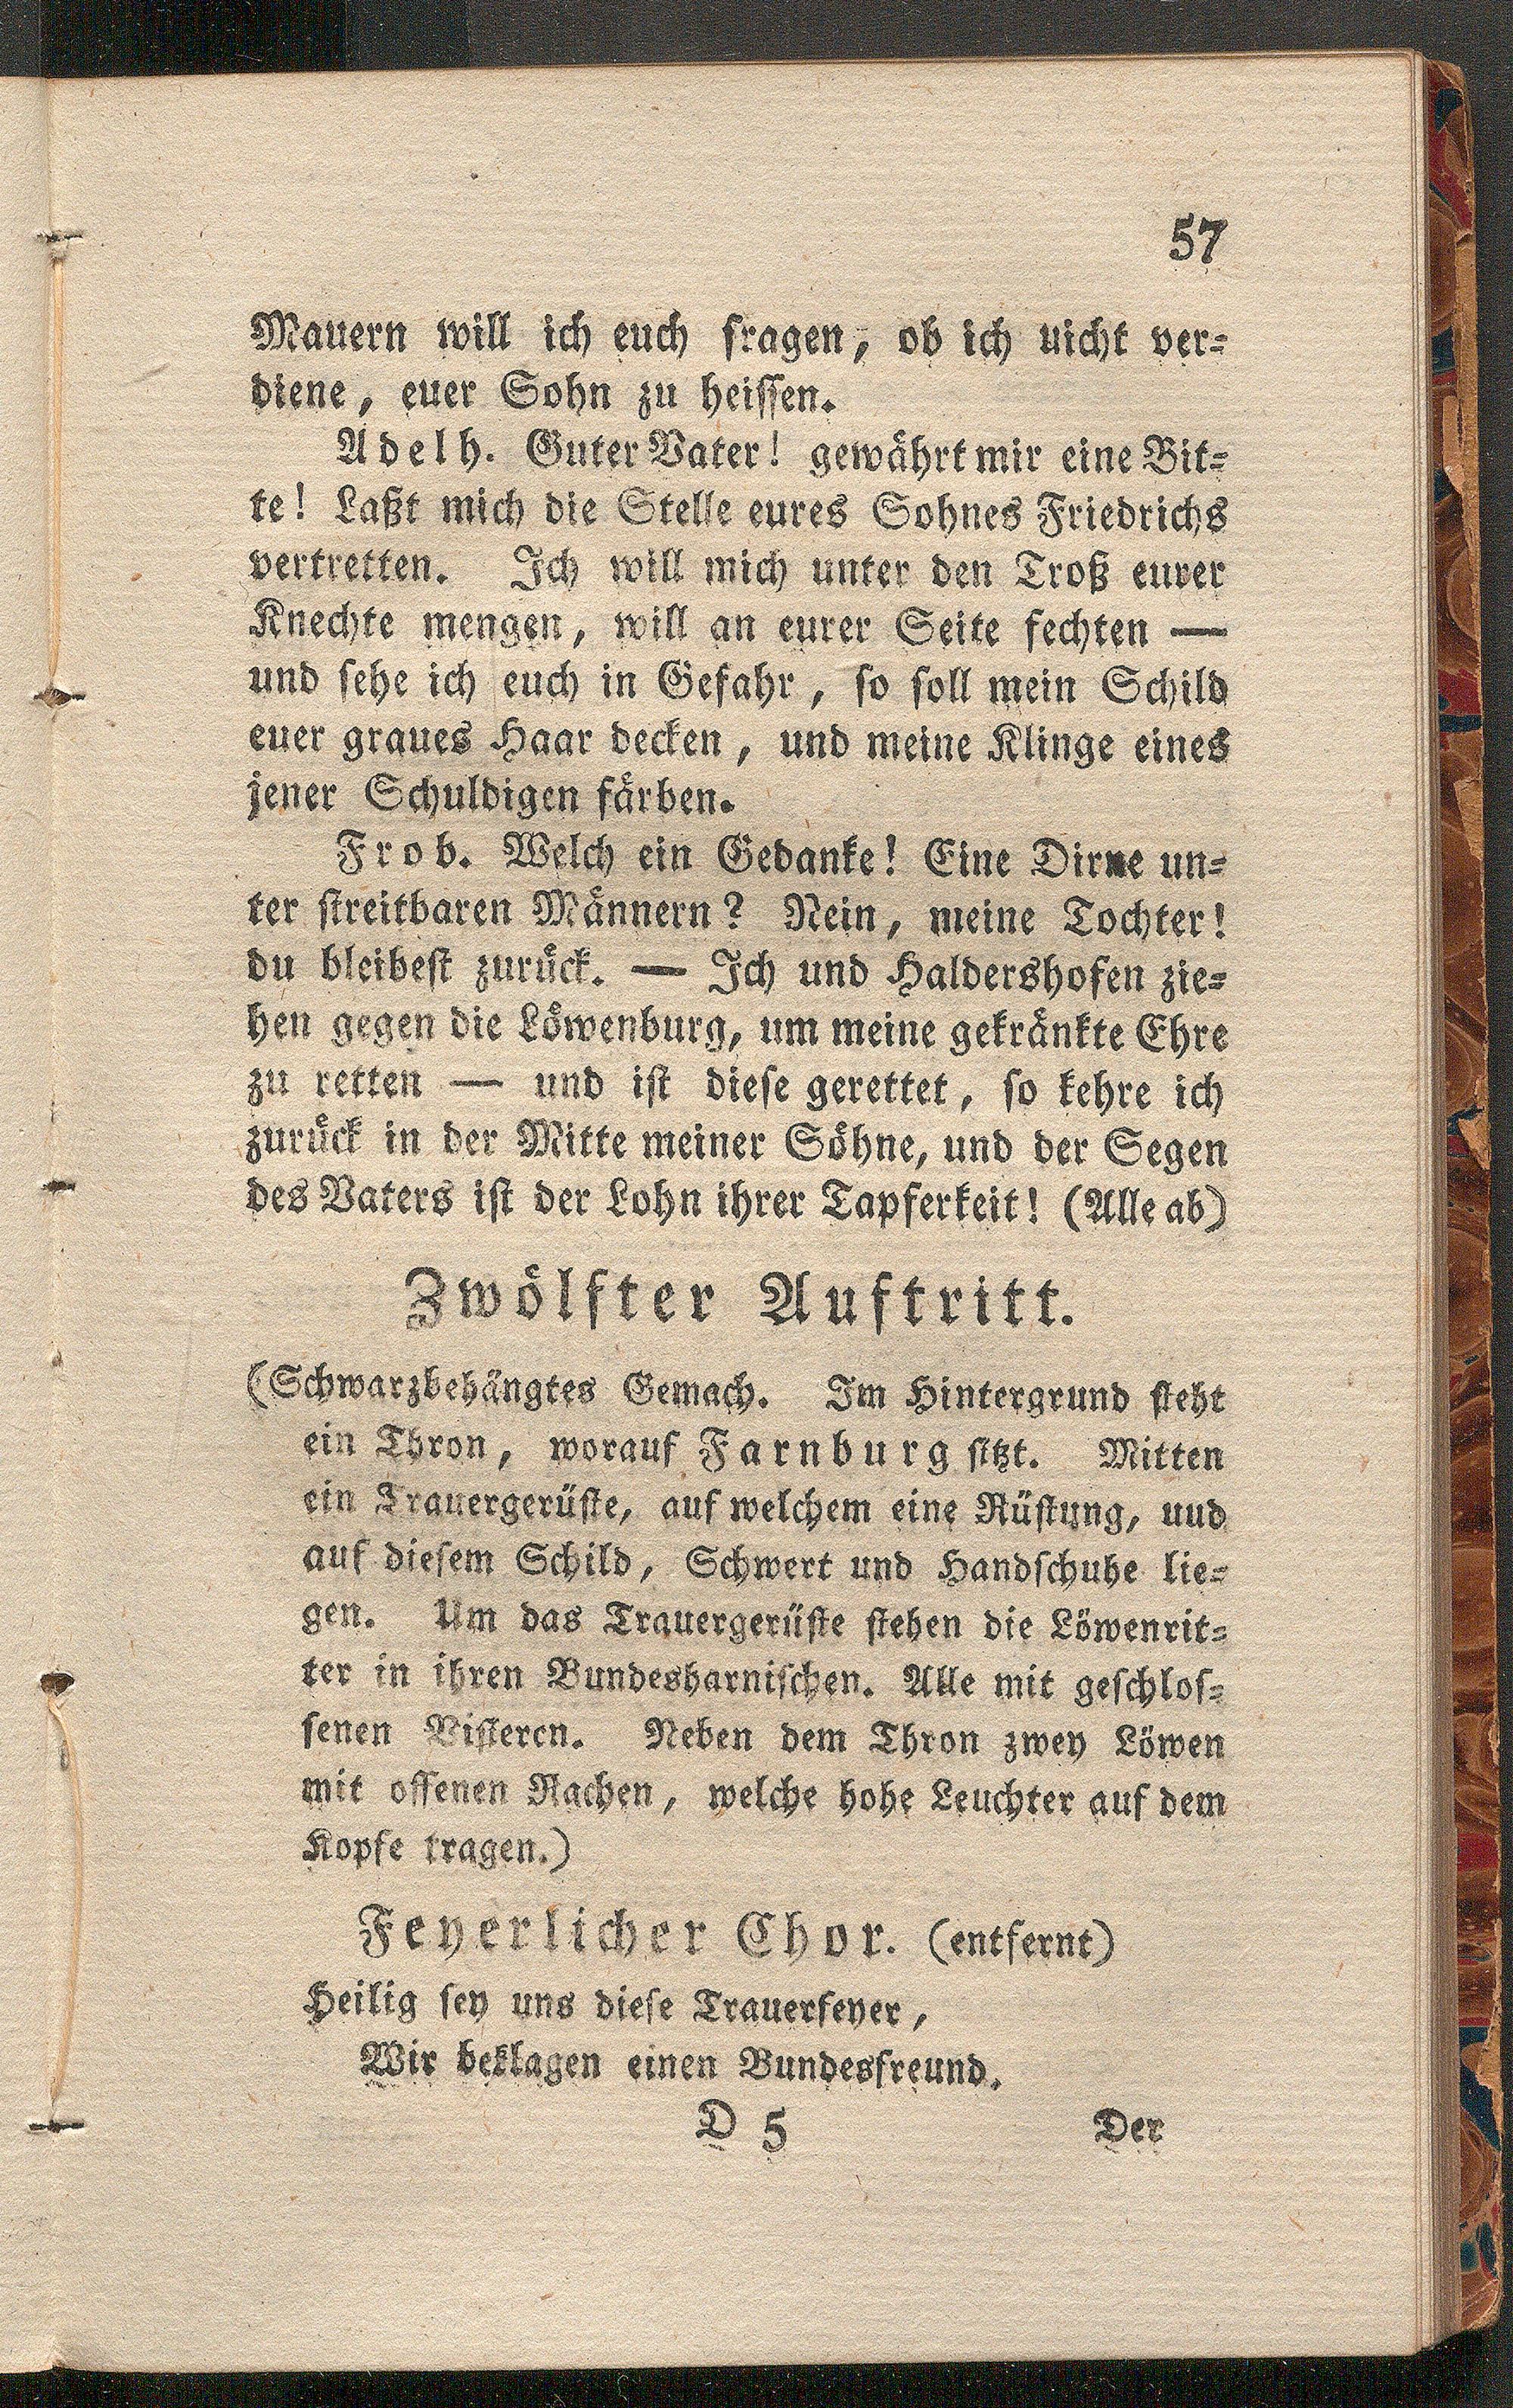 57
Mauern will ich euch fragen, ob ich uicht ver-
diene, euer Sohn zu heissen.
Adelh. Guter Vater! gewährt mir eine Bit-
te! Laßt mich die Stelle eures Sohnes Friedrichs
vertretten. Ich will mich unter den Troß eurer
Knechte mengen, will an eurer Seite fechten —
und sehe ich euch in Gefahr, so soll mein Schild
euer graues Haar decken, und meine Klinge eines
jener Schuldigen färben.
Frob. Welch ein Gedanke! Eine Dirne un-
ter streitbaren Männern? Nein, meine Tochter!
du bleibest zurück. — Ich und Haldershofen zie-
hen gegen die Löwenburg, um meine gekränkte Ehre
zu retten — und ist diese gerettet, so kehre ich
zurück in der Mitte meiner Söhne, und der Segen
des Vaters ist der Lohn ihrer Tapferkeit! (Alle ab)
Zwölfter Auftritt.
(Schwarzbehängtes Gemach. Im Hintergrund steht
ein Thron, worauf Farnburg sitzt. Mitten
ein Trauergerüste, auf welchem eine Rüstung, uud
auf diesem Schild, Schwert und Handschuhe lie-
gen. Um das Trauergerüste stehen die Löwenrit-
ter in ihren Bundesharnischen. Alle mit geschlos-
senen Visieren. Neben dem Thron zwey Löwen
mit offenen Rachen, welche hohe Leuchter auf dem
Kopfe tragen.)
Feyerlicher Chor. (entfernt)
Heilig sey uns diese Trauerfeyer,
Wir beklagen einen Bundesfreund.
D 5 Der